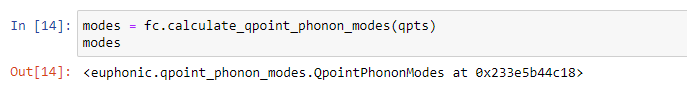 In [14]: modes = fc.calculate_qpoint_phonon_modes(qpts)
modes
Out[14]: <euphonic.qpoint_phonon_modes.QpointPhononModes at 0x233e5b44c18>